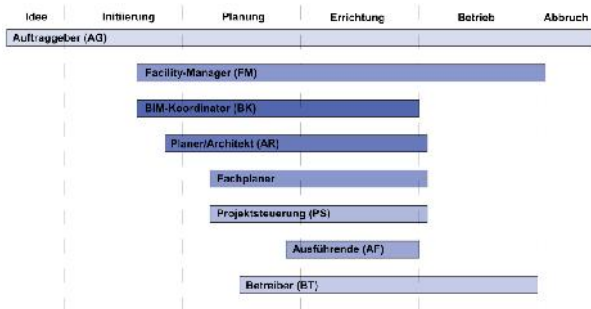 Idee Initiierung Planung Errichtung Betrieb Abbruch
Auftraggeber (AG)
Facility-Manager (FM)
BIM-Koordinator (BK)
Planer/Architekt (AR)
Fachplaner
Projektsteuerung (PS)
Ausführende (AF)
Betreiber (BT)